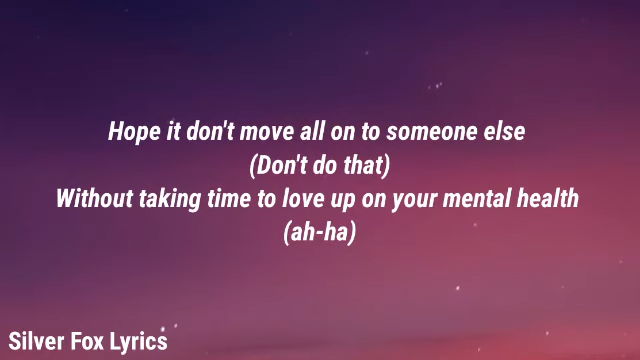 Hope it don't move all on to someone else
(Don't do that)
Without taking time to love up on your mental health
(ah-ha)
Silver Fox Lyrics